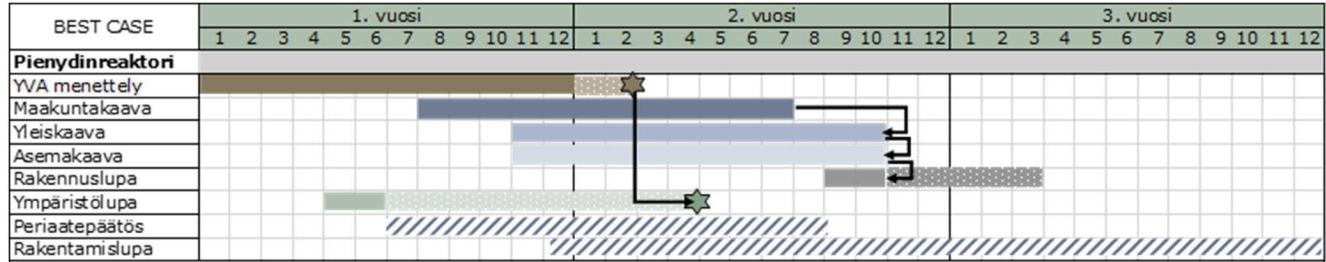 BEST CASE 1. vuosi 2. vuosi 3. vuosi
1 2 3 4 5 6 7 8 9 10 11 12 1 2 3 4 5 6 7 8 9 10 11 12 1 2 3 4 5 6 7 8 9 10 11 12
Pienydinreaktori
YVA menettely
Maakuntakaava
Yleiskaava
Asemakaava
Rakennuslupa
Ympäristölupa
Periaatepäätös
Rakentamislupa